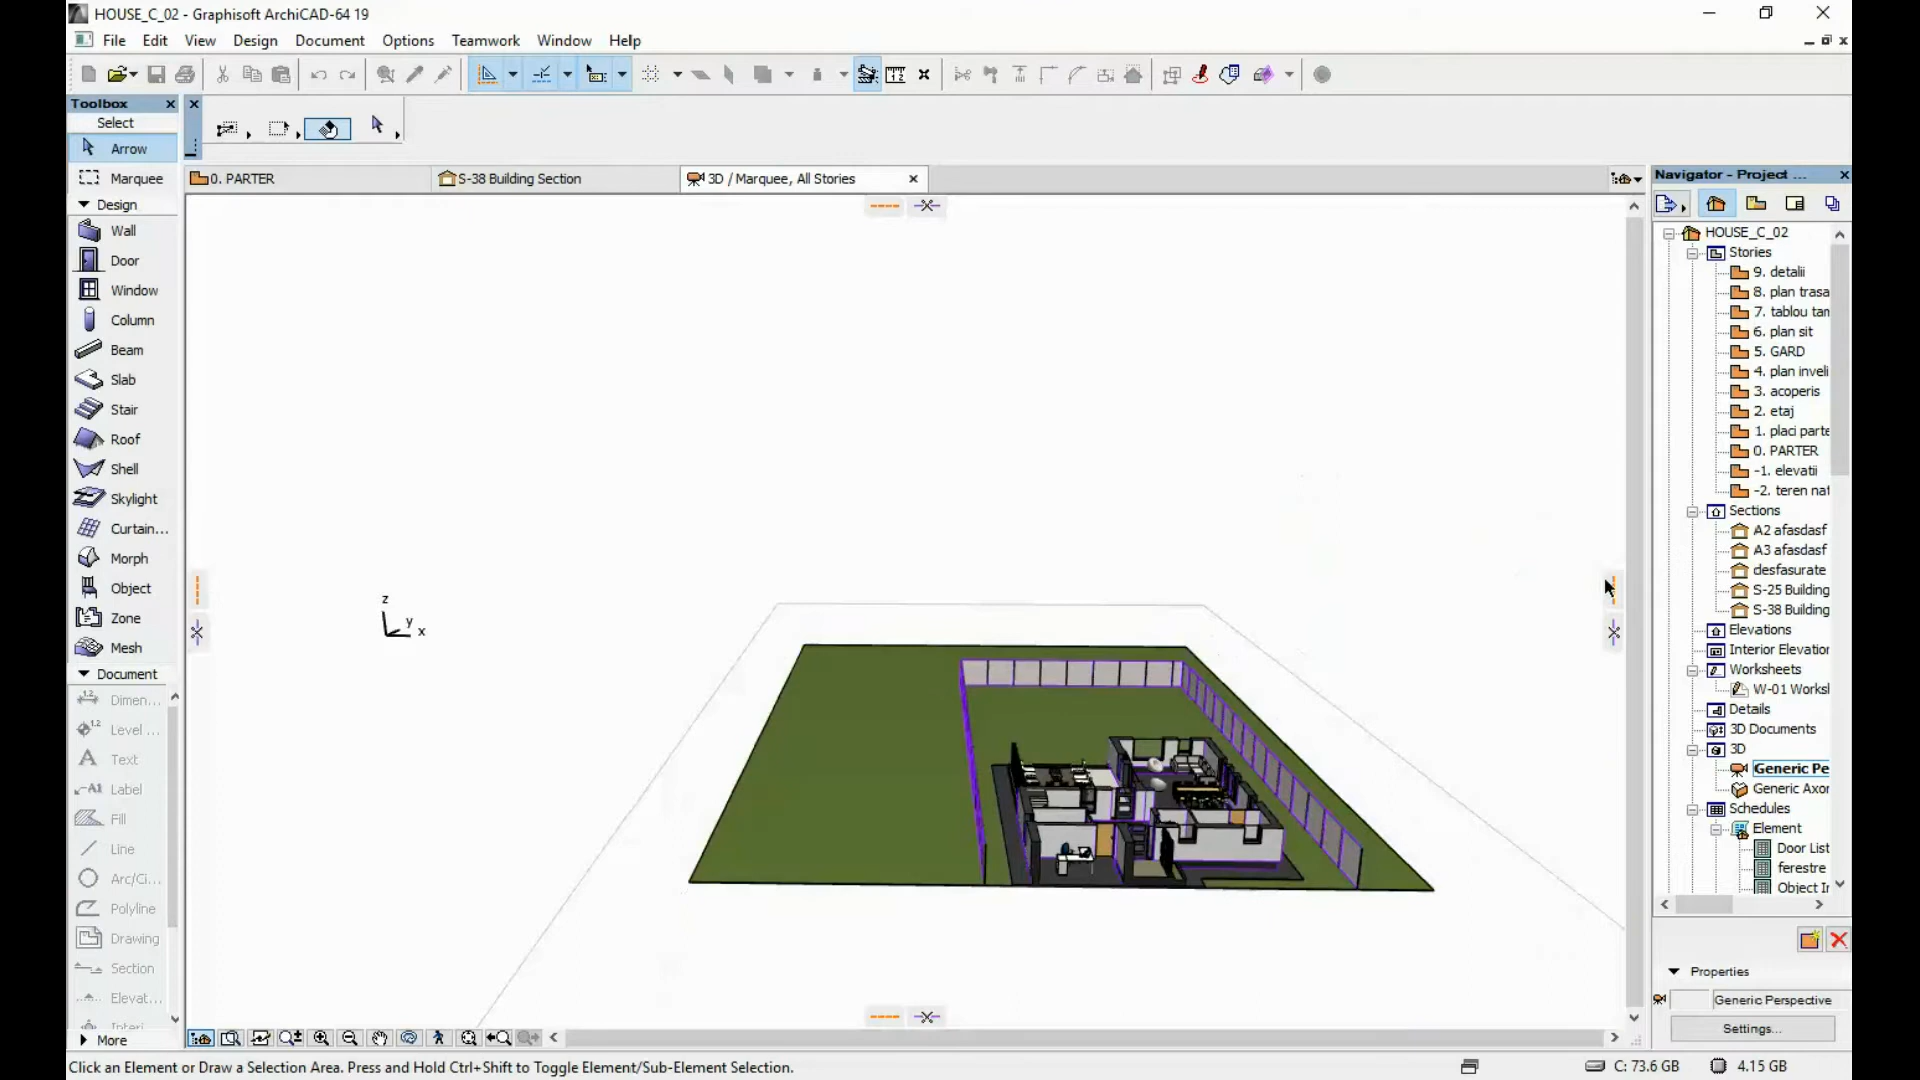 HOUSE_C_02 - Graphisoft ArchiCAD-64 19
File Edit View Design Document Options Teamwork Window Help
Toolbox
Select
Arrow
Marquee
Design
Wall
Door
Window
Column
Beam
Slab
Stair
Roof
Shell
Skylight
Curtain...
Morph
Object
Zone
Mesh
Document
Dimen...
Level ...
Text
Label
Fill
Line
Arc/Ci...
Polyline
Drawing
Section
Elevat...
Interi
More
0. PARTER
S-38 Building Section
3D / Marquee, All Stories
z
y
x
Navigator - Project ...
HOUSE_C_02
Stories
9. detalii
8. plan trasa
7. tablou tam
6. plan sit
5. GARD
4. plan inveli
3. acoperis
2. etaj
1. placi parte
0. PARTER
-1. elevatii
-2. teren nat
Sections
A2 afasdasf
A3 afasdasf
desfasurate
S-25 Building
S-38 Building
Elevations
Interior Elevation
Worksheets
W-01 Worksl
Details
3D Documents
3D
Generic Pe
Generic Axor
Schedules
Element
Door List
ferestre
Object Ir
Properties
Generic Perspective
Settings...
Click an Element or Draw a Selection Area. Press and Hold Ctrl+Shift to Toggle Element/Sub-Element Selection.
C: 73.6 GB
4.15 GB